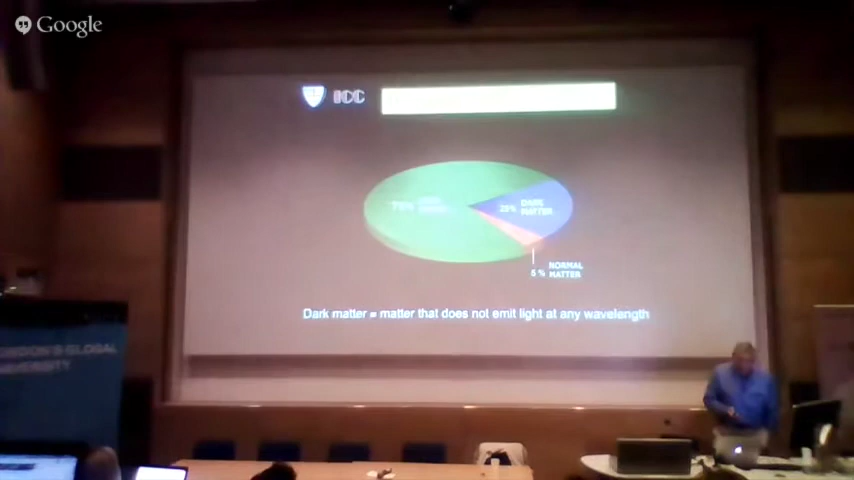 Google
ICC
25% DARK
MATTER
5% NORMAL
MATTER
Dark matter = matter that does not emit light at any wavelength
LONDON'S GLOBAL
UNIVERSITY